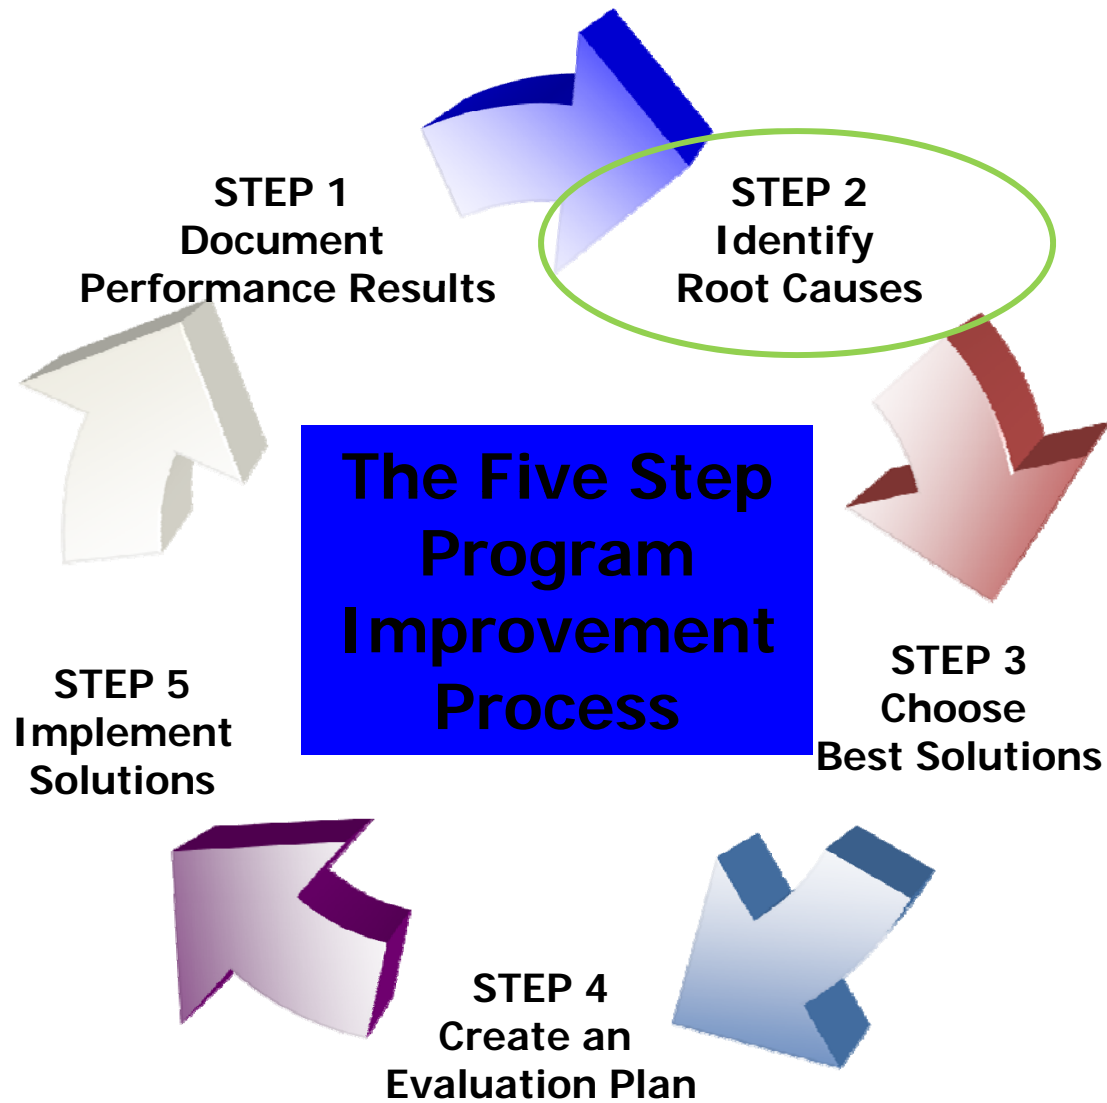 STEP 1
Document
Performance Results
STEP 2
Identify
Root Causes
The Five Step
Program
Improvement
Process
STEP 3
Choose
Best Solutions
STEP 4
Create an
Evaluation Plan
STEP 5
Implement
Solutions